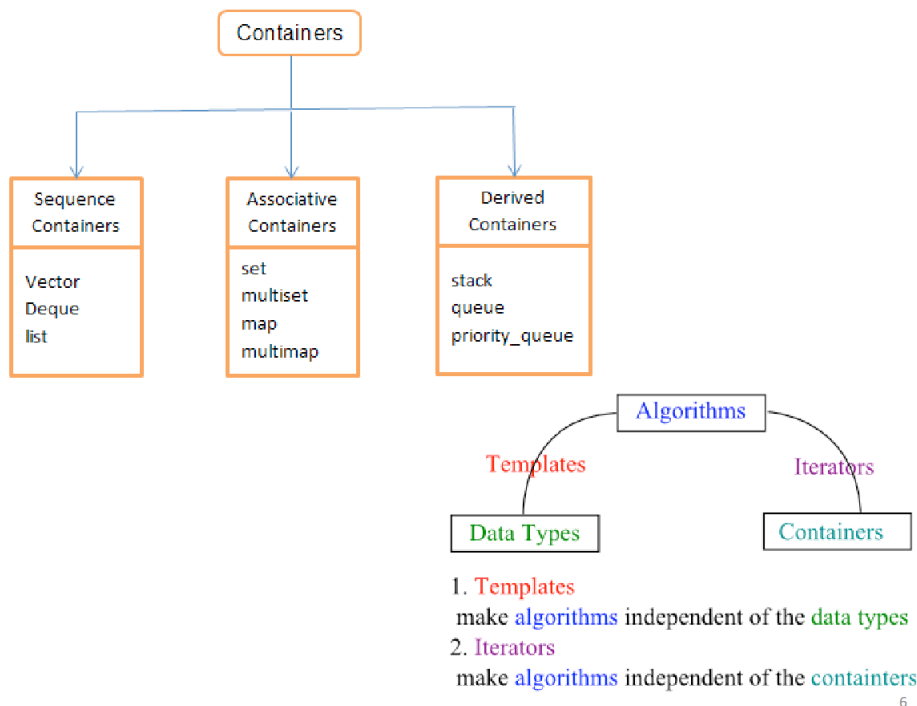 Containers
Sequence
Containers
Vector
Deque
list
Associative
Containers
set
multiset
map
multimap
Derived
Containers
stack
queue
priority_queue
Algorithms
Templates
Iterators
Data Types
Containers
1. Templates
make algorithms independent of the data types
2. Iterators
make algorithms independent of the containters
6